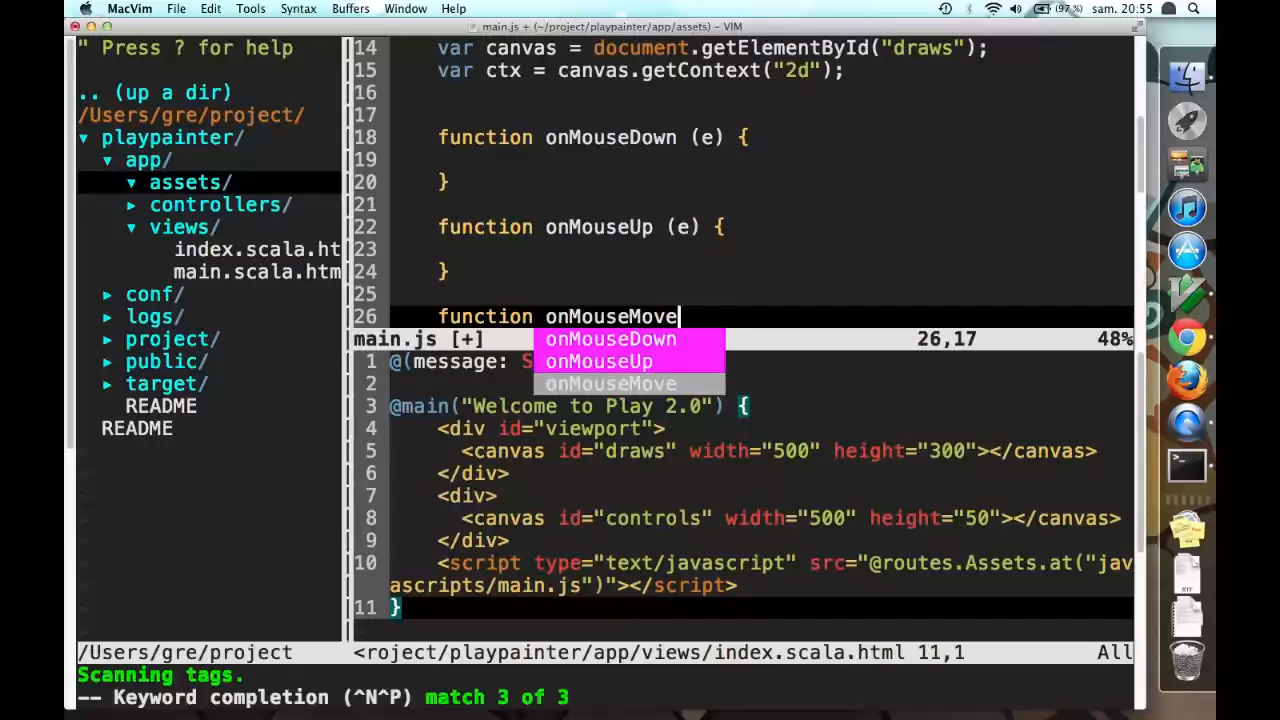 MacVim File Edit Tools Syntax Buffers Window Help (97 %) sam. 20:55
main.js + (~/project/playpainter/app/assets) – VIM
" Press ? for help
.. (up a dir)
/Users/gre/project/
▾ playpainter/
▾ app/
▾ assets/
▸ controllers/
▾ views/
index.scala.ht
main.scala.htm
▸ conf/
▸ logs/
▸ project/
▸ public/
▸ target/
README
README
/Users/gre/project
14 var canvas = document.getElementById("draws");
15 var ctx = canvas.getContext("2d");
16
17
18 function onMouseDown (e) {
19
20 }
21
22 function onMouseUp (e) {
23
24 }
25
26 function onMouseMove
main.js [+] 26,17 48%
onMouseDown
onMouseUp
onMouseMove
1 @(message: S
2
3 @main("Welcome to Play 2.0") {
4 <div id="viewport">
5 <canvas id="draws" width="500" height="300"></canvas>
6 </div>
7 <div>
8 <canvas id="controls" width="500" height="50"></canvas>
9 </div>
10 <script type="text/javascript" src="@routes.Assets.at("jav
ascripts/main.js")"></script>
11 }
<roject/playpainter/app/views/index.scala.html 11,1 All
Scanning tags.
-- Keyword completion (^N^P) match 3 of 3